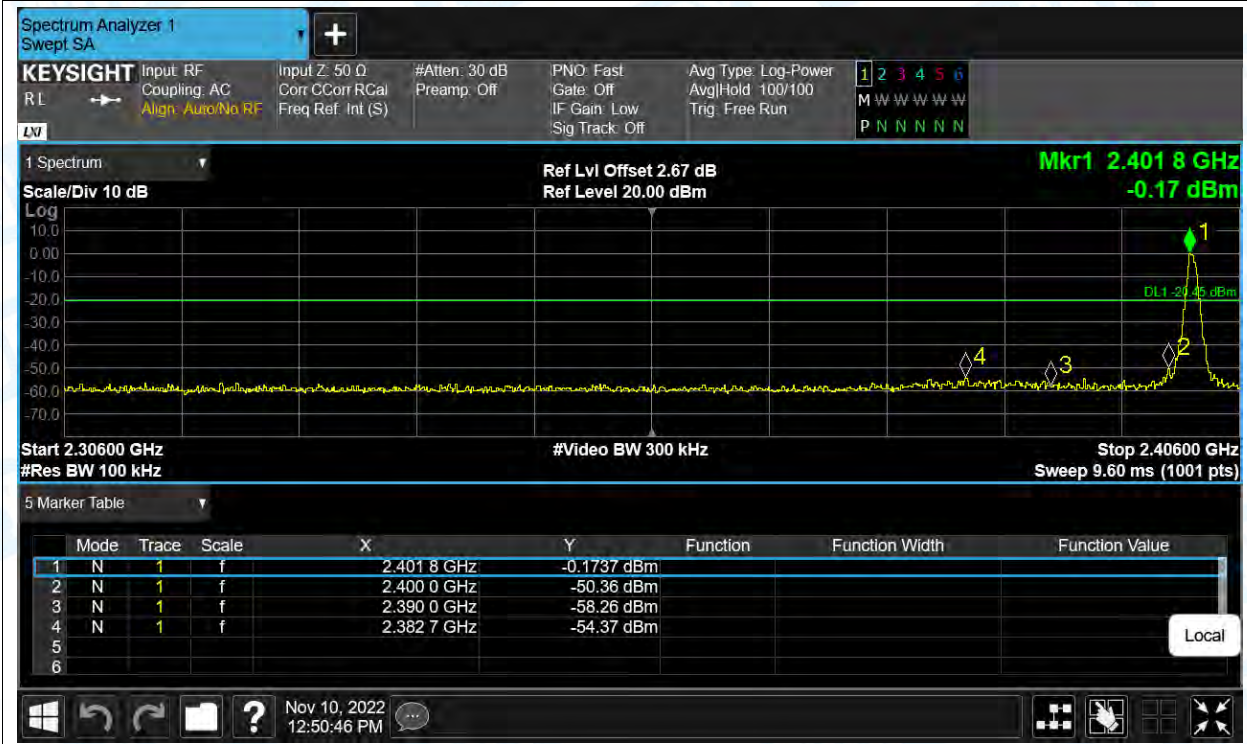 Spectrum Analyzer 1
Swept SA
+
KEYSIGHT Input: RF Input Z: 50 Ω #Atten: 30 dB PNO: Fast Avg Type: Log-Power 1 2 3 4 5 6
R L Coupling: AC Corr CCorr RCal Preamp: Off Gate: Off Avg|Hold: 100/100 M W W W W W W
Align: Auto/No RF Freq Ref: Int (S) IF Gain: Low Trig: Free Run P N N N N N N
LXI Sig Track: Off
1 Spectrum
Scale/Div 10 dB
Ref Lvl Offset 2.67 dB
Ref Level 20.00 dBm
Mkr1 2.401 8 GHz
-0.17 dBm
Log
10.0
0.00
-10.0
-20.0
-30.0
-40.0
-50.0
-60.0
-70.0
1
DL1 -20.45 dBm
2
4
3
Start 2.30600 GHz #Video BW 300 kHz Stop 2.40600 GHz
#Res BW 100 kHz Sweep 9.60 ms (1001 pts)
5 Marker Table
Mode Trace Scale X Y Function Function Width Function Value
1 N 1 f 2.401 8 GHz -0.1737 dBm
2 N 1 f 2.400 0 GHz -50.36 dBm
3 N 1 f 2.390 0 GHz -58.26 dBm
4 N 1 f 2.382 7 GHz -54.37 dBm
5
6
Local
? Nov 10, 2022
12:50:46 PM